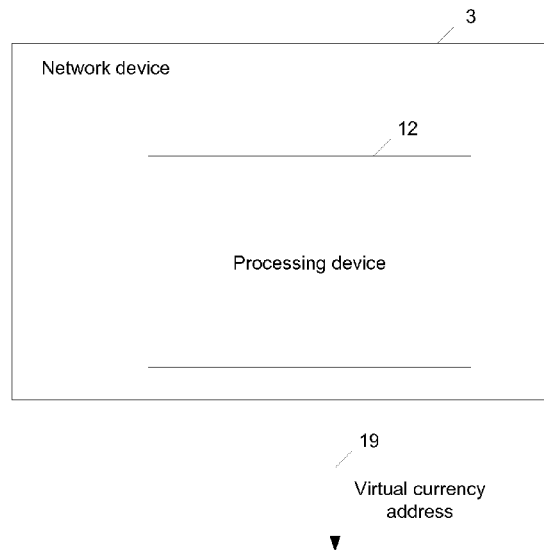 3
Network device
12
Processing device
19
Virtual currency
address